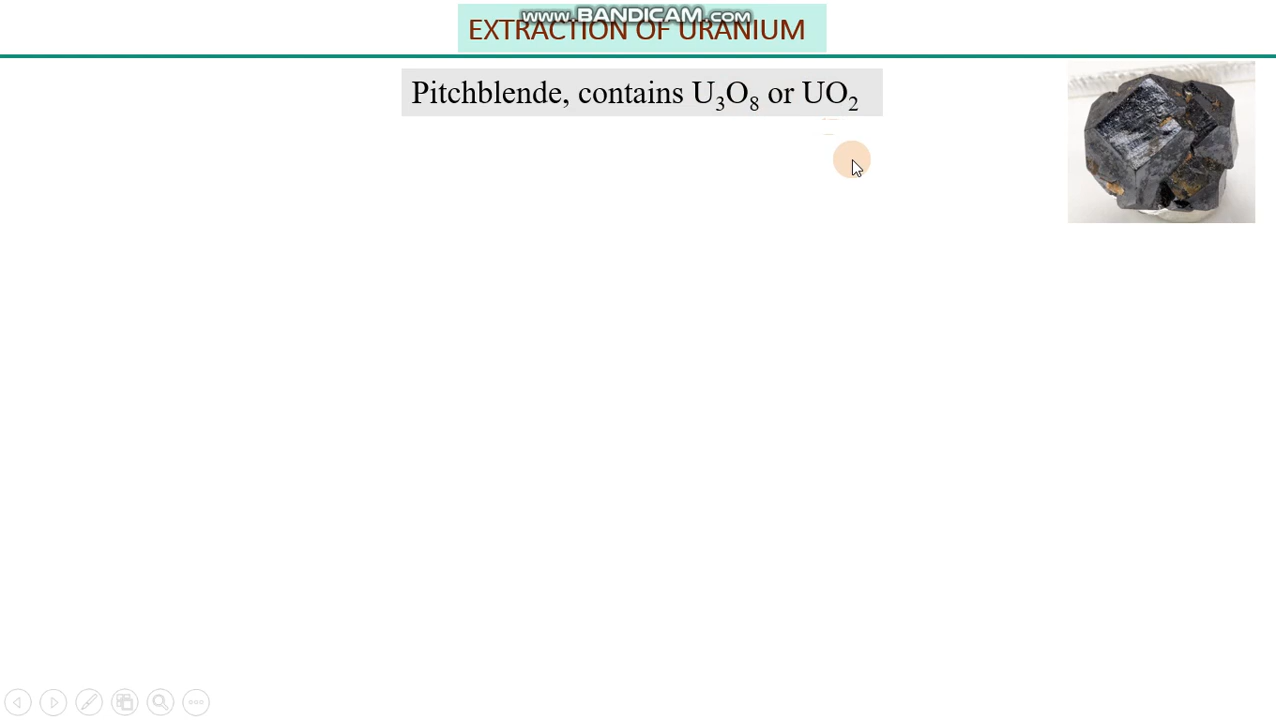 www.BANDICAM.com
EXTRACTION OF URANIUM
Pitchblende, contains U₃O₈ or UO₂